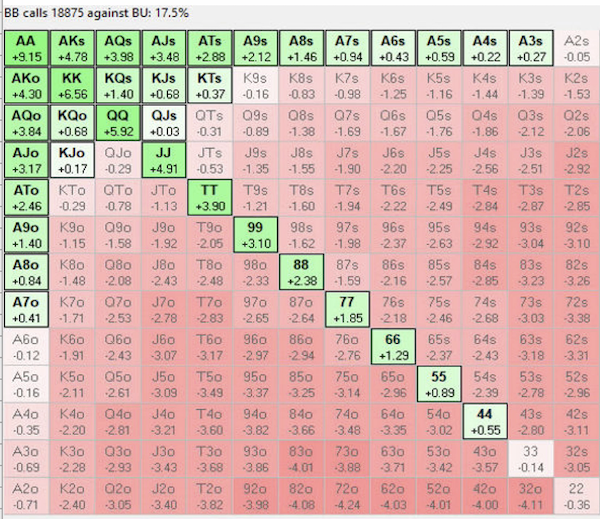 BB calls 18875 against BU: 17.5%
AA AKs AQs AJs ATs A9s A8s A7s A6s A5s A4s A3s A2s
+9.15 +4.78 +3.98 +3.48 +2.88 +2.12 +1.46 +0.94 +0.43 +0.59 +0.22 +0.27 -0.05
AKo KK KQs KJs KTs K9s K8s K7s K6s K5s K4s K3s K2s
+4.30 +6.56 +1.40 +0.68 +0.37 -0.16 -0.83 -0.98 -1.25 -1.16 -1.44 -1.39 -1.53
AQo KQo QQ QJs QTs Q9s Q8s Q7s Q6s Q5s Q4s Q3s Q2s
+3.84 +0.68 +5.92 +0.03 -0.31 -0.89 -1.38 -1.69 -1.67 -1.76 -1.86 -2.12 -2.06
AJo KJo QJo JJ JTs J9s J8s J7s J6s J5s J4s J3s J2s
+3.17 +0.17 -0.29 +4.91 -0.53 -1.35 -1.55 -1.90 -2.20 -2.25 -2.56 -2.51 -2.92
ATo KTo QTo JTo TT T9s T8s T7s T6s T5s T4s T3s T2s
+2.46 -0.29 -0.78 -1.13 +3.90 -1.21 -1.60 -1.94 -2.22 -2.49 -2.84 -2.87 -2.85
A9o K9o Q9o J9o T9o 99 98s 97s 96s 95s 94s 93s 92s
+1.40 -1.15 -1.58 -1.92 -2.05 +3.10 -1.62 -1.98 -2.37 -2.63 -2.92 -3.04 -3.10
A8o K8o Q8o J8o T8o 98o 88 87s 86s 85s 84s 83s 82s
+0.84 -1.48 -2.08 -2.43 -2.48 -2.33 +2.38 -1.59 -2.16 -2.57 -2.85 -3.23 -3.26
A7o K7o Q7o J7o T7o 97o 87o 77 76s 75s 74s 73s 72s
+0.41 -1.71 -2.53 -2.78 -2.83 -2.65 -2.64 +1.85 -2.18 -2.46 -2.68 -3.03 -3.38
A6o K6o Q6o J6o T6o 96o 86o 76o 66 65s 64s 63s 62s
-0.12 -1.91 -2.43 -3.07 -3.17 -2.97 -2.94 -2.76 +1.29 -2.37 -2.43 -3.18 -3.31
A5o K5o Q5o J5o T5o 95o 85o 75o 65o 55 54s 53s 52s
-0.16 -2.11 -2.61 -3.09 -3.49 -3.37 -3.25 -3.14 -2.96 +0.89 -2.39 -2.78 -2.96
A4o K4o Q4o J4o T4o 94o 84o 74o 64o 54o 44 43s 42s
-0.35 -2.20 -2.81 -3.21 -3.60 -3.82 -3.66 -3.48 -3.35 -3.02 +0.55 -2.80 -3.11
A3o K3o Q3o J3o T3o 93o 83o 73o 63o 53o 43o 33 32s
-0.69 -2.28 -2.93 -3.43 -3.68 -3.86 -4.01 -3.88 -3.71 -3.42 -3.57 -0.14 -3.05
A2o K2o Q2o J2o T2o 92o 82o 72o 62o 52o 42o 32o 22
-0.71 -2.40 -3.05 -3.40 -3.82 -3.98 -4.08 -4.24 -4.03 -4.01 -4.00 -4.11 -0.36